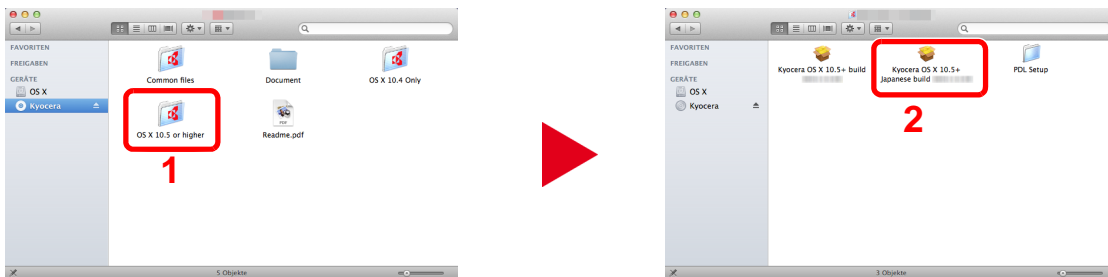 FAVORITEN
FREIGABEN
GERÄTE
OS X
Kyocera
Common files
Document
OS X 10.4 Only
OS X 10.5 or higher
PDF
Readme.pdf
1
5 Objekte
FAVORITEN
FREIGABEN
GERÄTE
OS X
Kyocera
Kyocera OS X 10.5+ build
Kyocera OS X 10.5+
Japanese build
PDL Setup
2
3 Objekte